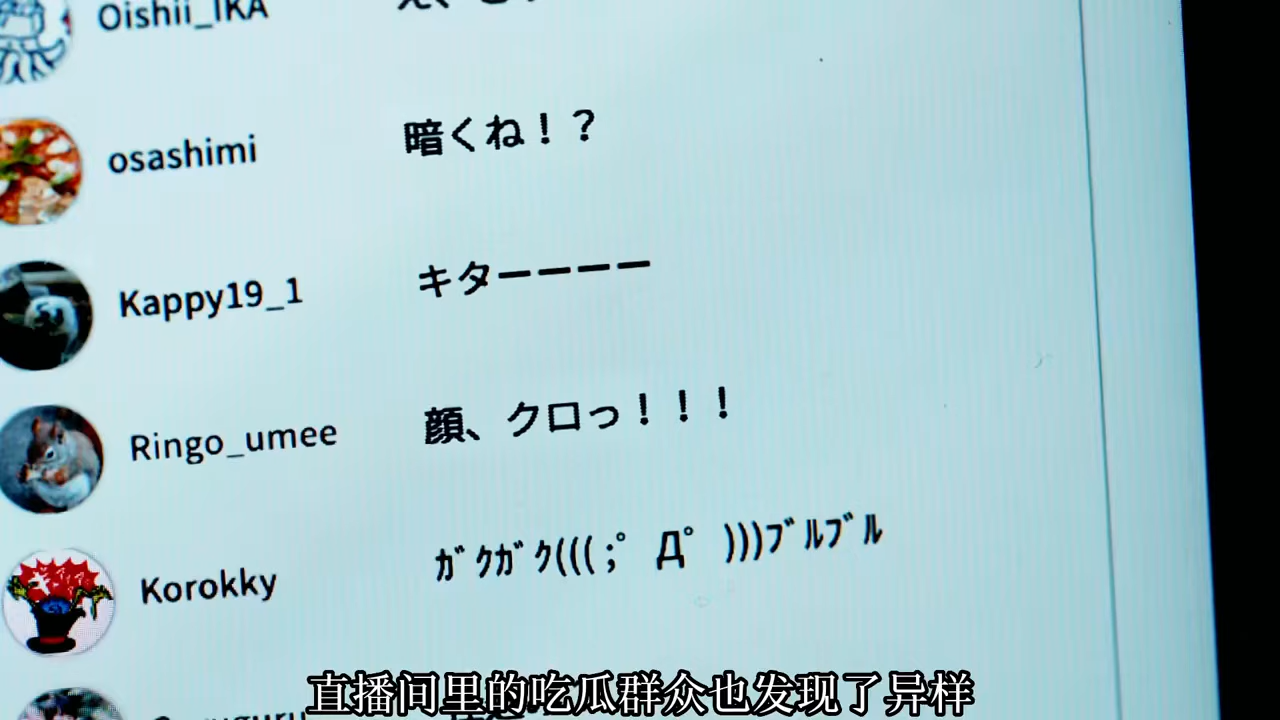 Oishii_IKA
osashimi 暗くね！？
Kappy19_1 キターーーー
Ringo_umee 顔、クロっ！！！
Korokky ｶﾞｸｶﾞｸ(((；ﾟДﾟ)))ﾌﾞﾙﾌﾞﾙ
直播间里的吃瓜群众也发现了异样